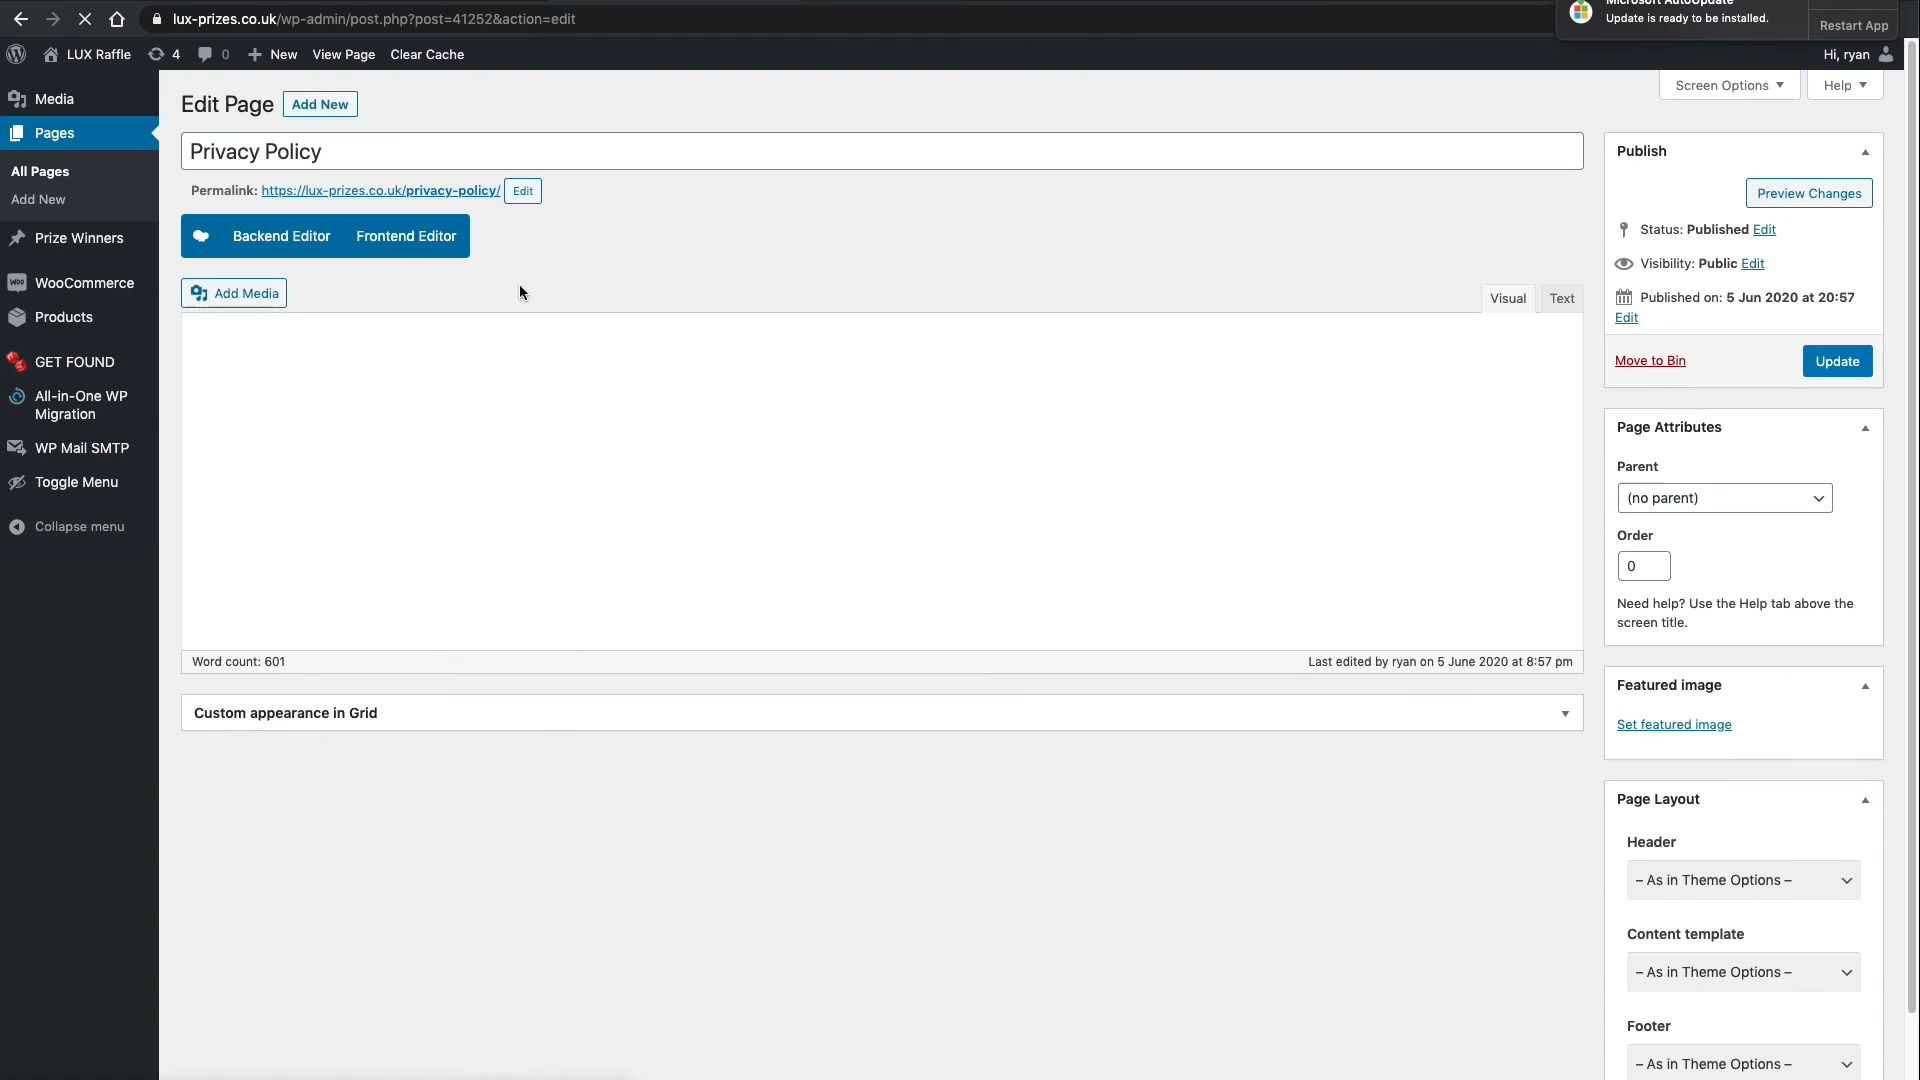 lux-prizes.co.uk/wp-admin/post.php?post=41252&action=edit
Microsoft AutoUpdate
Update is ready to be installed.
Restart App
LUX Raffle
4
0
New
View Page
Clear Cache
Hi, ryan
Media
Pages
All Pages
Add New
Prize Winners
WooCommerce
Products
GET FOUND
All-in-One WP
Migration
WP Mail SMTP
Toggle Menu
Collapse menu
Screen Options
Help
Edit Page
Add New
Privacy Policy
Permalink: https://lux-prizes.co.uk/privacy-policy/ Edit
Backend Editor
Frontend Editor
Add Media
Visual
Text
Word count: 601
Last edited by ryan on 5 June 2020 at 8:57 pm
Custom appearance in Grid
Publish
Preview Changes
Status: Published Edit
Visibility: Public Edit
Published on: 5 Jun 2020 at 20:57
Edit
Move to Bin
Update
Page Attributes
Parent
(no parent)
Order
0
Need help? Use the Help tab above the
screen title.
Featured image
Set featured image
Page Layout
Header
– As in Theme Options –
Content template
– As in Theme Options –
Footer
– As in Theme Options –